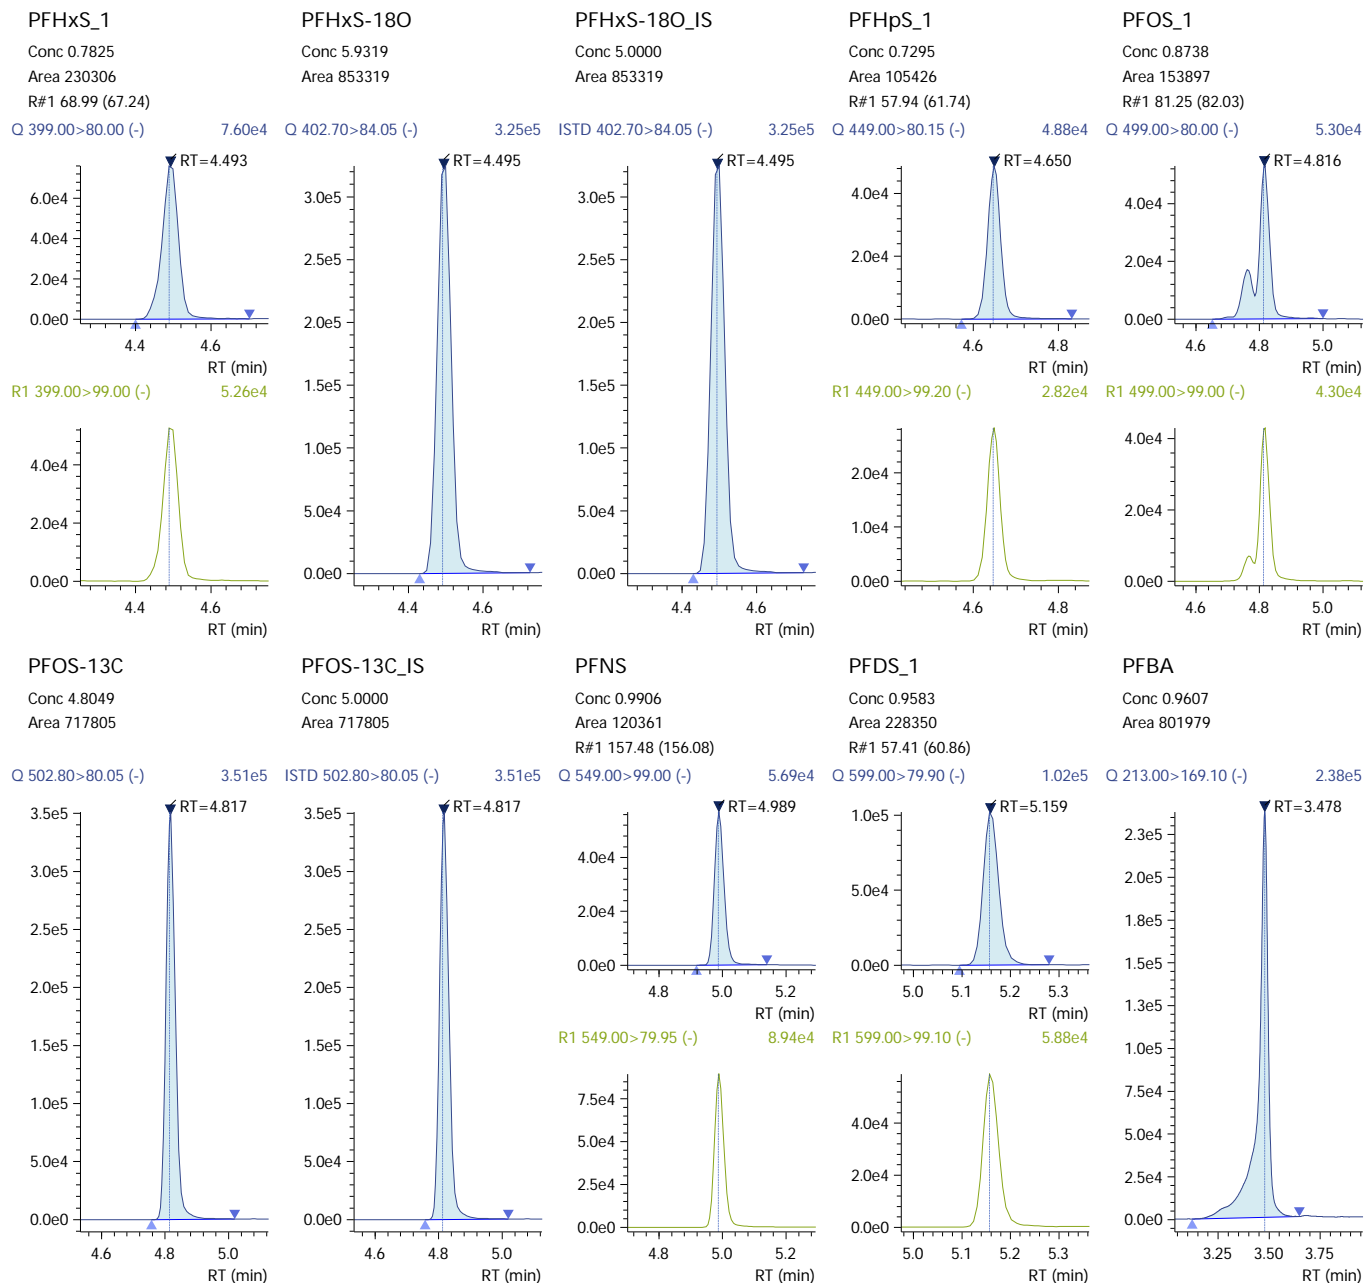 PFHxS_1
Conc 0.7825
Area 230306
R#1 68.99 (67.24)
Q 399.00>80.00 (-) 7.60e4
RT=4.493
6.0e4
4.0e4
2.0e4
0.0e0
4.4 4.6
RT (min)
R1 399.00>99.00 (-) 5.26e4
4.0e4
2.0e4
0.0e0
4.4 4.6
RT (min)
PFHxS-18O
Conc 5.9319
Area 853319
Q 402.70>84.05 (-) 3.25e5
RT=4.495
3.0e5
2.5e5
2.0e5
1.5e5
1.0e5
5.0e4
0.0e0
4.4 4.6
RT (min)
PFHxS-18O_IS
Conc 5.0000
Area 853319
ISTD 402.70>84.05 (-) 3.25e5
RT=4.495
3.0e5
2.5e5
2.0e5
1.5e5
1.0e5
5.0e4
0.0e0
4.4 4.6
RT (min)
PFHpS_1
Conc 0.7295
Area 105426
R#1 57.94 (61.74)
Q 449.00>80.15 (-) 4.88e4
RT=4.650
4.0e4
2.0e4
0.0e0
4.6 4.8
RT (min)
R1 449.00>99.20 (-) 2.82e4
2.0e4
1.0e4
0.0e0
4.6 4.8
RT (min)
PFOS_1
Conc 0.8738
Area 153897
R#1 81.25 (82.03)
Q 499.00>80.00 (-) 5.30e4
RT=4.816
4.0e4
2.0e4
0.0e0
4.6 4.8 5.0
RT (min)
R1 499.00>99.00 (-) 4.30e4
4.0e4
2.0e4
0.0e0
4.6 4.8 5.0
RT (min)
PFOS-13C
Conc 4.8049
Area 717805
Q 502.80>80.05 (-) 3.51e5
RT=4.817
3.5e5
3.0e5
2.5e5
2.0e5
1.5e5
1.0e5
5.0e4
0.0e0
4.6 4.8 5.0
RT (min)
PFOS-13C_IS
Conc 5.0000
Area 717805
ISTD 502.80>80.05 (-) 3.51e5
RT=4.817
3.5e5
3.0e5
2.5e5
2.0e5
1.5e5
1.0e5
5.0e4
0.0e0
4.6 4.8 5.0
RT (min)
PFNS
Conc 0.9906
Area 120361
R#1 157.48 (156.08)
Q 549.00>99.00 (-) 5.69e4
RT=4.989
4.0e4
2.0e4
0.0e0
4.8 5.0 5.2
RT (min)
R1 549.00>79.95 (-) 8.94e4
7.5e4
5.0e4
2.5e4
0.0e0
4.8 5.0 5.2
RT (min)
PFDS_1
Conc 0.9583
Area 228350
R#1 57.41 (60.86)
Q 599.00>79.90 (-) 1.02e5
RT=5.159
1.0e5
5.0e4
0.0e0
5.0 5.1 5.2 5.3
RT (min)
R1 599.00>99.10 (-) 5.88e4
4.0e4
2.0e4
0.0e0
5.0 5.1 5.2 5.3
RT (min)
PFBA
Conc 0.9607
Area 801979
Q 213.00>169.10 (-) 2.38e5
RT=3.478
2.3e5
2.0e5
1.8e5
1.5e5
1.3e5
1.0e5
7.5e4
5.0e4
2.5e4
0.0e0
3.25 3.50 3.75
RT (min)